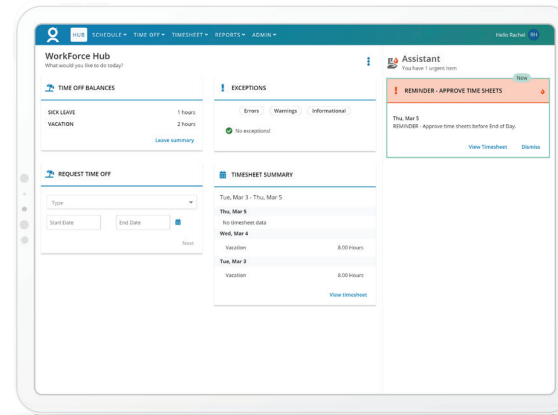 HUB SCHEDULE TIME OFF TIMESHEET REPORTS ADMIN Hello Rachel RH
WorkForce Hub
What would you like to do today?
TIME OFF BALANCES
SICK LEAVE 1 hours
VACATION 2 hours
Leave summary
REQUEST TIME OFF
Type
Start Date End Date
Next
EXCEPTIONS
Errors Warnings Informational
No exceptions!
TIMESHEET SUMMARY
Tue, Mar 3 - Thu, Mar 5
Thu, Mar 5
No timesheet data
Wed, Mar 4
Vacation 8.00 Hours
Tue, Mar 3
Vacation 8.00 Hours
View timesheet
Assistant
You have 1 urgent item
New
REMINDER - APPROVE TIME SHEETS
Thu, Mar 5
REMINDER - Approve time sheets before End of Day.
View Timesheet Dismiss